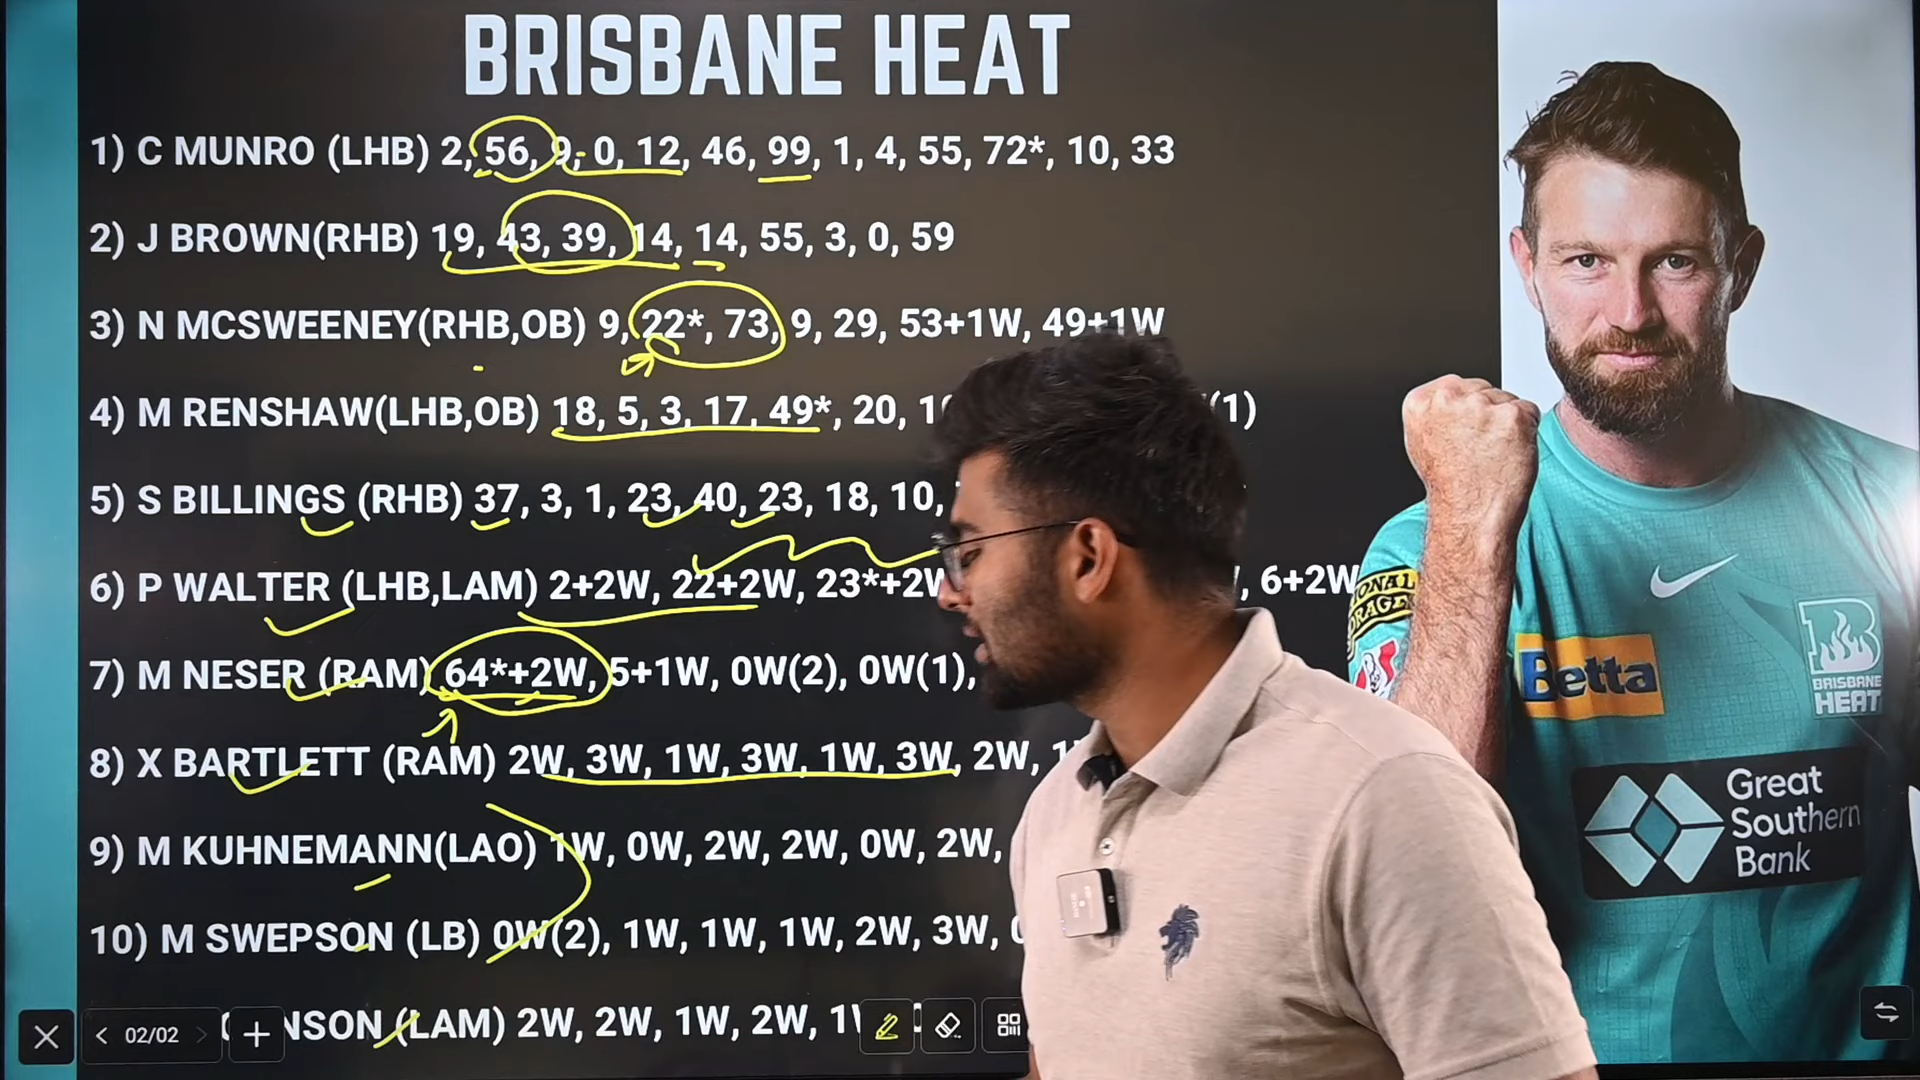 BRISBANE HEAT
1) C MUNRO (LHB) 2, 56, 9, 0, 12, 46, 99, 1, 4, 55, 72*, 10, 33
2) J BROWN(RHB) 19, 43, 39, 14, 14, 55, 3, 0, 59
3) N MCSWEENEY(RHB,OB) 9, 22*, 73, 9, 29, 53+1W, 49+1W
4) M RENSHAW(LHB,OB) 18, 5, 3, 17, 49*, 20, (1)
5) S BILLINGS (RHB) 37, 3, 1, 23, 40, 23, 18, 10,
6) P WALTER (LHB,LAM) 2+2W, 22+2W, 23*+2W , 6+2W
7) M NESER (RAM) 64*+2W, 5+1W, 0W(2), 0W(1),
8) X BARTLETT (RAM) 2W, 3W, 1W, 3W, 1W, 3W, 2W,
9) M KUHNEMANN(LAO) 1W, 0W, 2W, 2W, 0W, 2W,
10) M SWEPSON (LB) 0W(2), 1W, 1W, 1W, 2W, 3W,
NSON (LAM) 2W, 2W, 1W, 2W,
02/02
Betta
BRISBANE
HEAT
Great
Southern
Bank